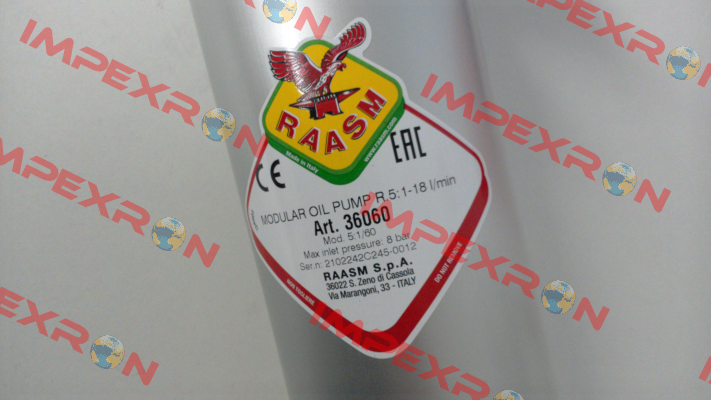 RAASM
Made in Italy
www.raasm.com
CE
EAC
MODULAR OIL PUMP R.5:1-18 l/min
Art. 36060
Mod. 5:1/60
Max inlet pressure: 8 bar
Ser.n: 2102242C245-0012
RAASM S.p.A.
36022 S. Zeno di Cassola
Via Marangoni, 33 - ITALY
NON TOGLIERE
DO NOT REMOVE
IMPEXRON
IMPEXRON
IMPEXRON
IMPEXRON
IMPEXRON
IMPEXRON
IMPEXRON